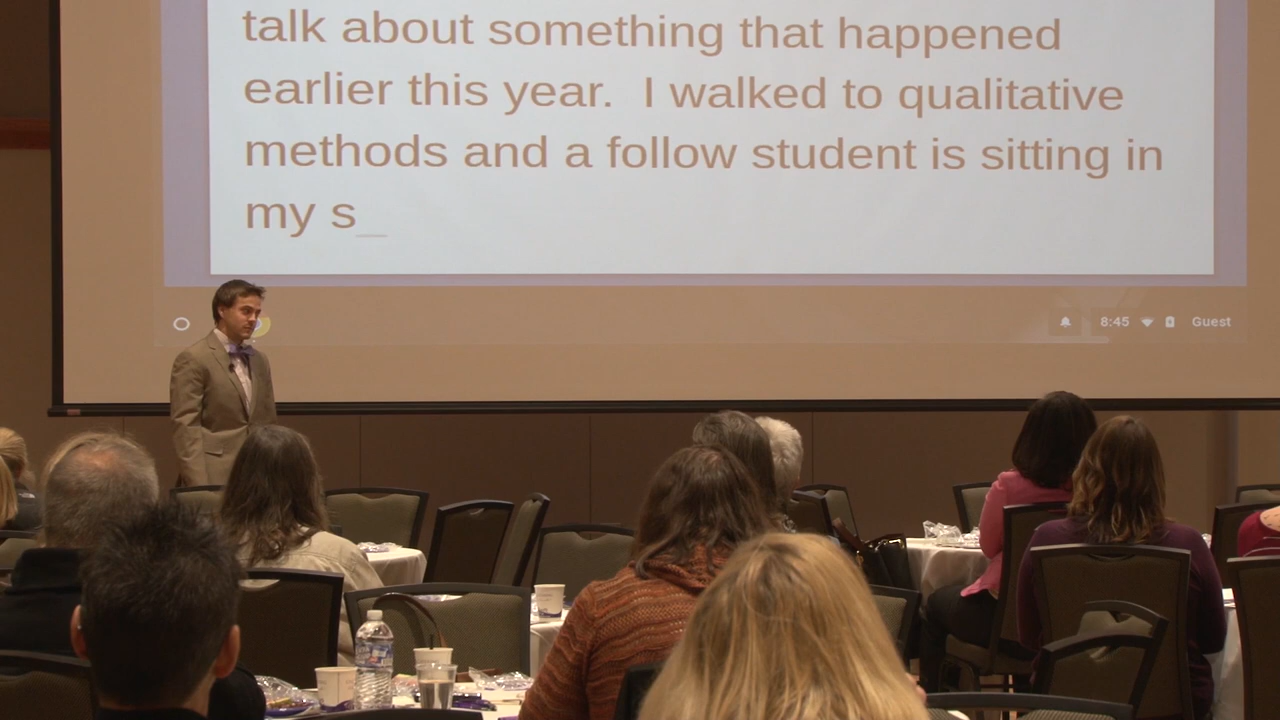 talk about something that happened
earlier this year.  I walked to qualitative
methods and a follow student is sitting in
my s_
8:45 Guest